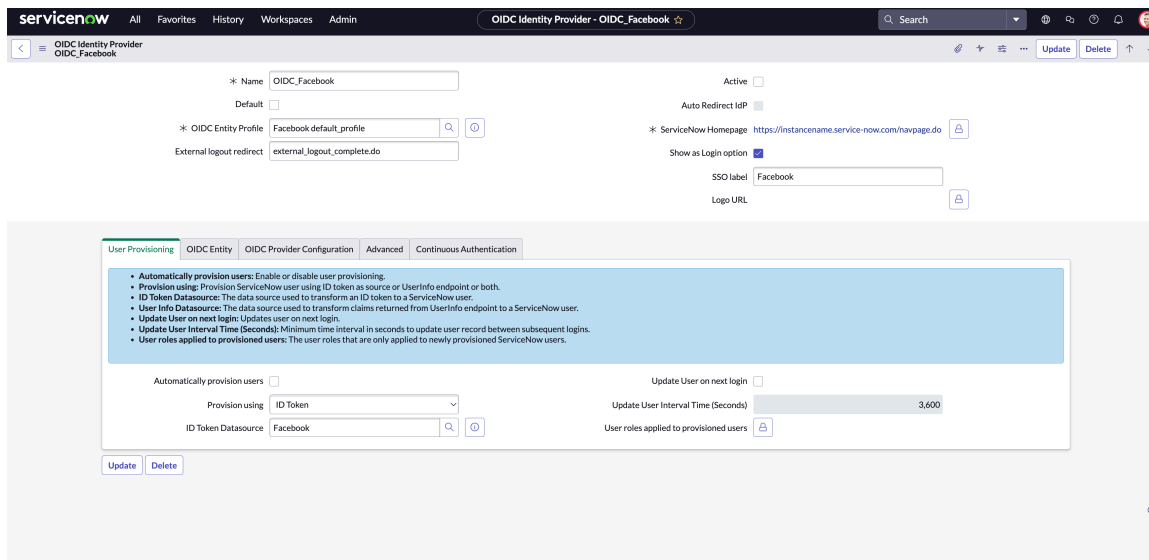 servicenow All Favorites History Workspaces Admin OIDC Identity Provider - OIDC_Facebook ☆ Search
OIDC Identity Provider
OIDC_Facebook
Update Delete
Name OIDC_Facebook
Default
OIDC Entity Profile Facebook default_profile
External logout redirect external_logout_complete.do
Active
Auto Redirect IdP
ServiceNow Homepage https://instancename.service-now.com/navpage.do
Show as Login option
SSO label Facebook
Logo URL
User Provisioning OIDC Entity OIDC Provider Configuration Advanced Continuous Authentication
• Automatically provision users: Enable or disable user provisioning.
• Provision using: Provision ServiceNow user using ID token as source or UserInfo endpoint or both.
• ID Token Datasource: The data source used to transform an ID token to a ServiceNow user.
• User Info Datasource: The data source used to transform claims returned from UserInfo endpoint to a ServiceNow user.
• Update User on next login: Updates user on next login.
• Update User Interval Time (Seconds): Minimum time interval in seconds to update user record between subsequent logins.
• User roles applied to provisioned users: The user roles that are only applied to newly provisioned ServiceNow users.
Automatically provision users
Provision using ID Token
ID Token Datasource Facebook
Update User on next login
Update User Interval Time (Seconds) 3,600
User roles applied to provisioned users
Update Delete